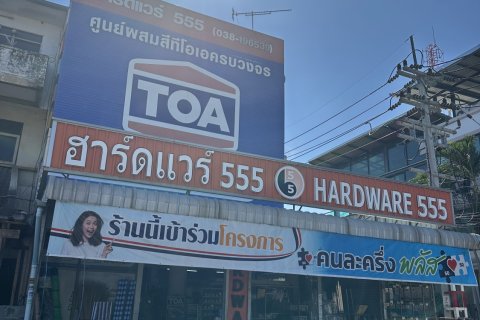 ฮาร์ดแวร์ 555 (038-196539)
ศูนย์ผสมสีทีโอเอครบวงจร
TOA
ฮาร์ดแวร์ 555 HARDWARE 555
ร้านนี้เข้าร่วมโครงการ คนละครึ่ง พลัส
TOA